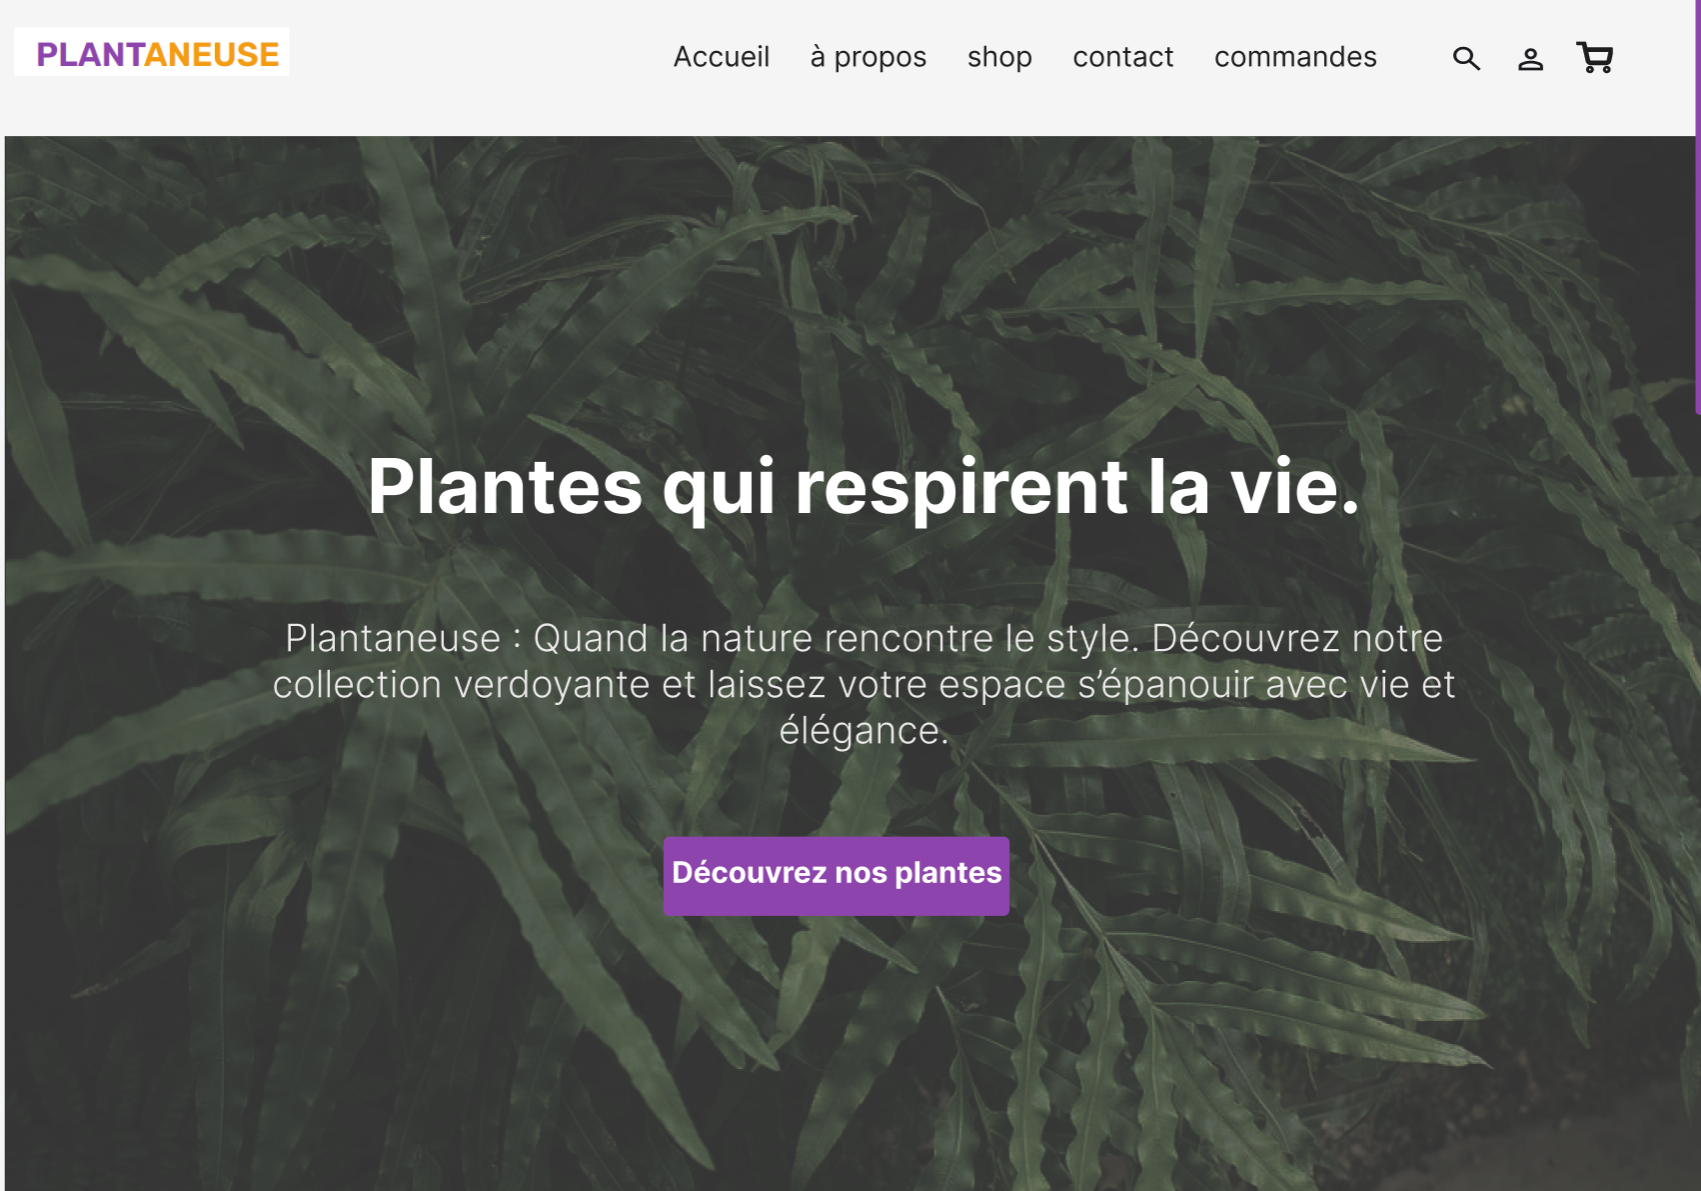 PLANTANEUSE
Accueil à propos shop contact commandes
Plantes qui respirent la vie.
Plantaneuse : Quand la nature rencontre le style. Découvrez notre
collection verdoyante et laissez votre espace s’épanouir avec vie et
élégance.
Découvrez nos plantes